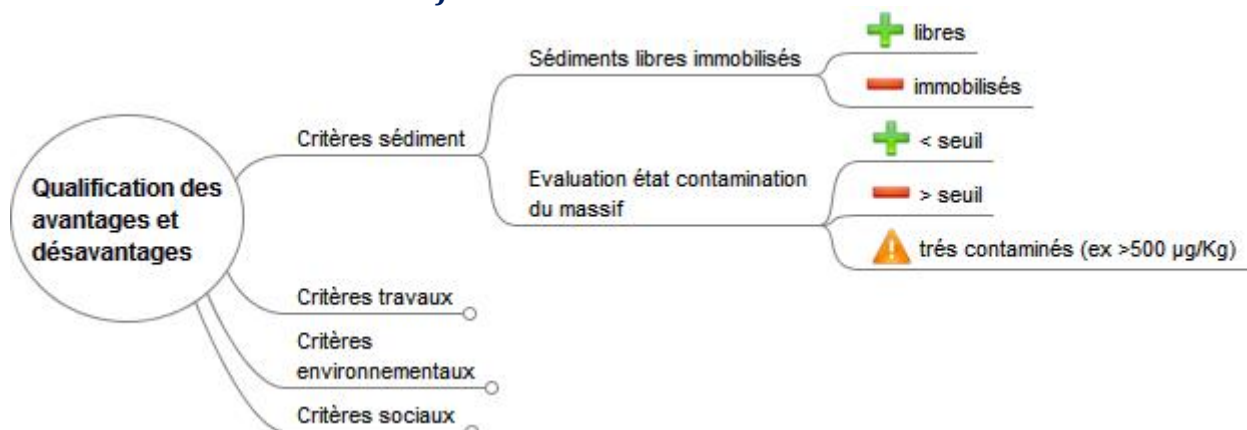 Qualification des
avantages et
désavantages
Critères sédiment
Sédiments libres immobilisés
libres
immobilisés
Evaluation état contamination
du massif
< seuil
> seuil
trés contaminés (ex >500 µg/Kg)
Critères travaux
Critères
environnementaux
Critères sociaux